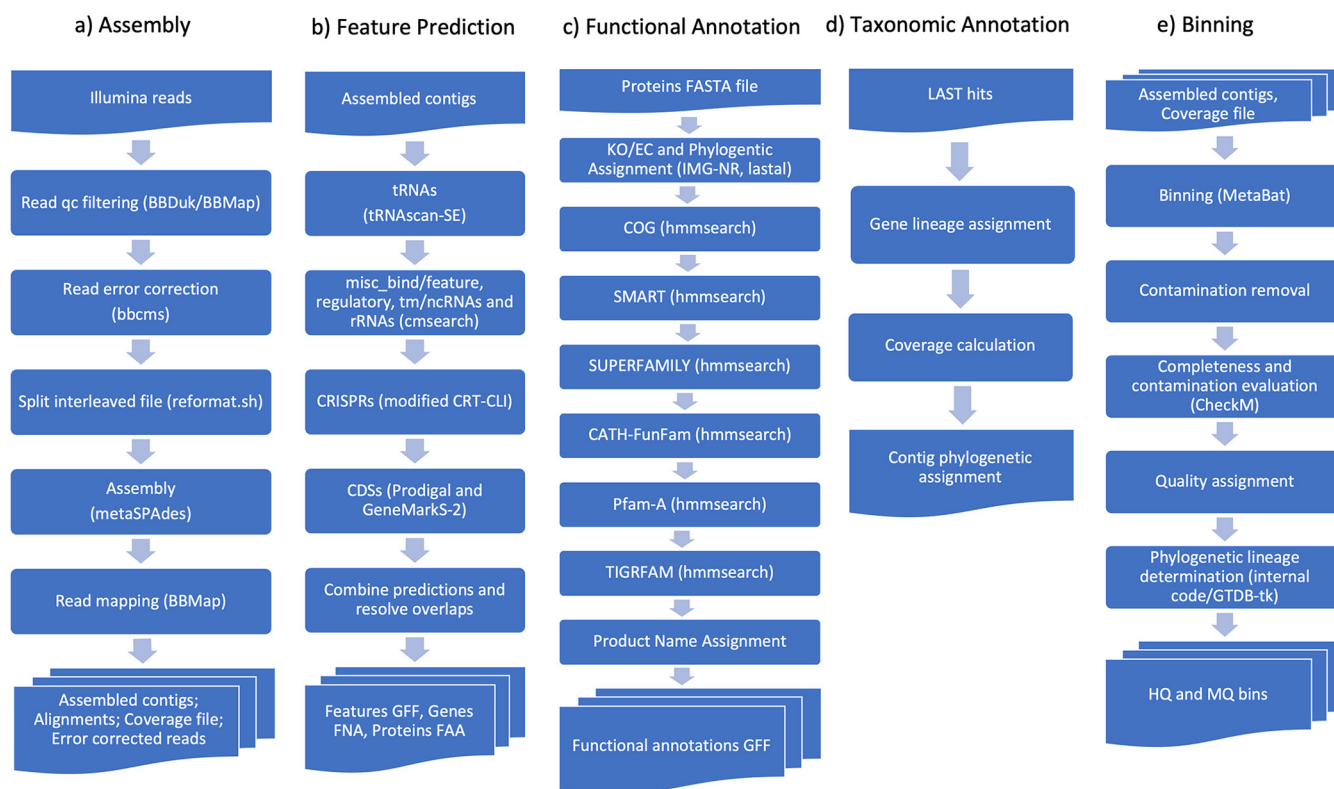 a) Assembly
Illumina reads
Read qc filtering (BBDuk/BBMap)
Read error correction
(bbcms)
Split interleaved file (reformat.sh)
Assembly
(metaSPAdes)
Read mapping (BBMap)
Assembled contigs;
Alignments; Coverage file;
Error corrected reads
b) Feature Prediction
Assembled contigs
tRNAs
(tRNAscan-SE)
misc_bind/feature,
regulatory, tm/ncRNAs and
rRNAs (cmsearch)
CRISPRs (modified CRT-CLI)
CDSs (Prodigal and
GeneMarkS-2)
Combine predictions and
resolve overlaps
Features GFF, Genes
FNA, Proteins FAA
c) Functional Annotation
Proteins FASTA file
KO/EC and Phylogentic
Assignment (IMG-NR, lastal)
COG (hmmsearch)
SMART (hmmsearch)
SUPERFAMILY (hmmsearch)
CATH-FunFam (hmmsearch)
Pfam-A (hmmsearch)
TIGRFAM (hmmsearch)
Product Name Assignment
Functional annotations GFF
d) Taxonomic Annotation
LAST hits
Gene lineage assignment
Coverage calculation
Contig phylogenetic
assignment
e) Binning
Assembled contigs,
Coverage file
Binning (MetaBat)
Contamination removal
Completeness and
contamination evaluation
(CheckM)
Quality assignment
Phylogenetic lineage
determination (internal
code/GTDB-tk)
HQ and MQ bins